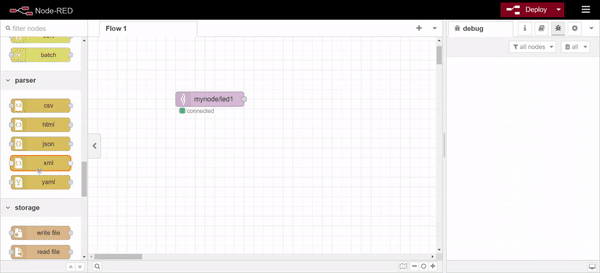 Node-RED
Deploy
filter nodes
Flow 1
debug
i
all nodes
all
batch
parser
csv
html
json
xml
yaml
storage
write file
read file
mynode/led1
connected